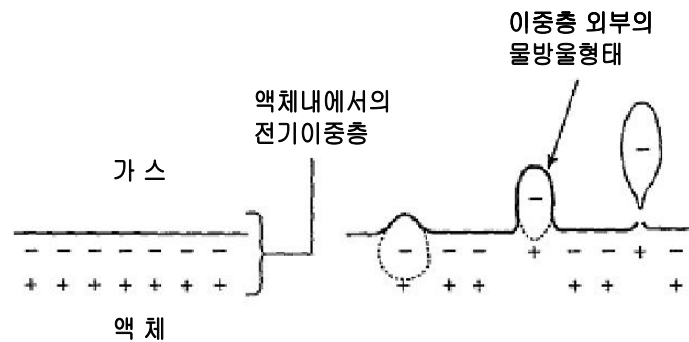 이중층 외부의
물방울형태
액체내에서의
전기이중층
가 스
− − − − − − −
+ + + + + + +
액 체
−
−
− − − − − −
+ + + + + + + +